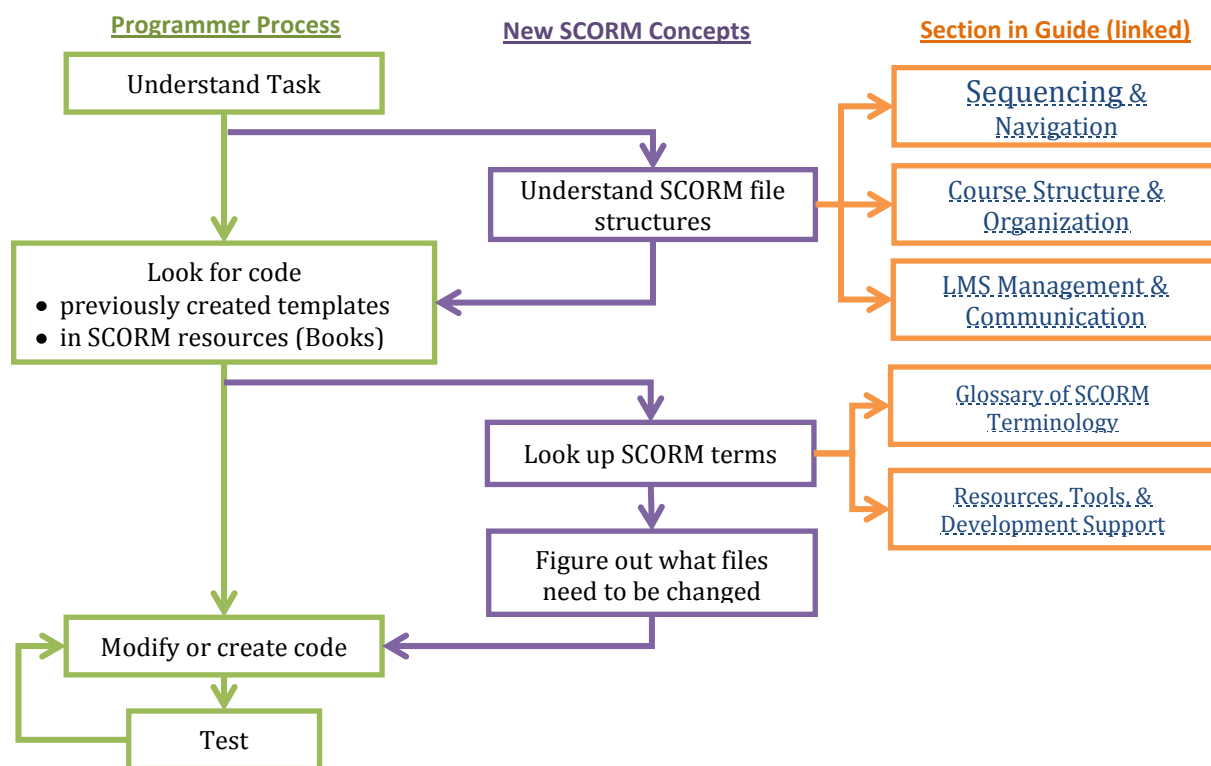 Programmer Process
New SCORM Concepts
Section in Guide (linked)
Understand Task
Sequencing &
Navigation
Understand SCORM file
structures
Course Structure &
Organization
Look for code
• previously created templates
• in SCORM resources (Books)
LMS Management &
Communication
Glossary of SCORM
Terminology
Look up SCORM terms
Resources, Tools, &
Development Support
Figure out what files
need to be changed
Modify or create code
Test